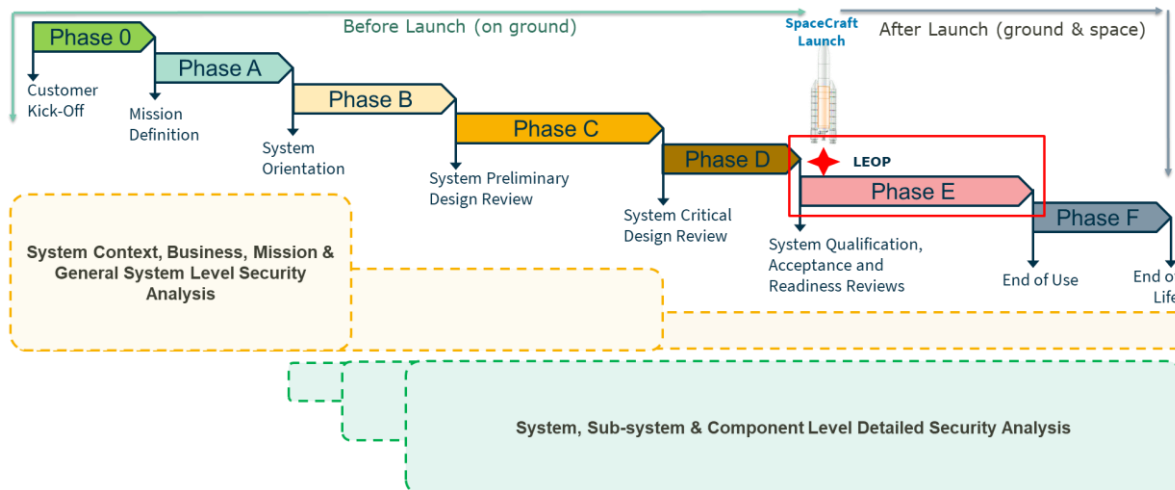 Before Launch (on ground)
SpaceCraft
Launch
After Launch (ground & space)
Phase 0
Phase A
Phase B
Phase C
Phase D
LEOP
Phase E
Phase F
Customer
Kick-Off
Mission
Definition
System
Orientation
System Preliminary
Design Review
System Critical
Design Review
System Qualification,
Acceptance and
Readiness Reviews
End of Use
End of
Life
System Context, Business, Mission &
General System Level Security
Analysis
System, Sub-system & Component Level Detailed Security Analysis